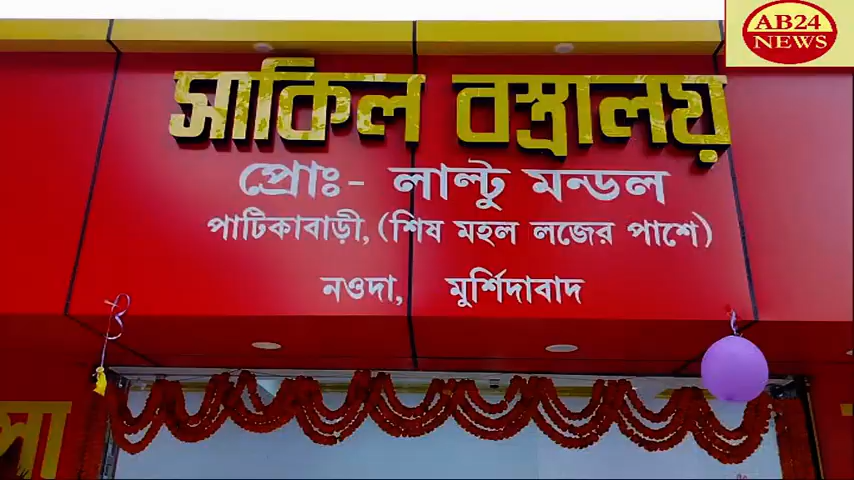 AB24
NEWS
সাকিল বস্ত্রালয়
প্রোঃ- লাল্টু মন্ডল
পাটিকাবাড়ী, (শিষ মহল লজের পাশে)
নওদা, মুর্শিদাবাদ